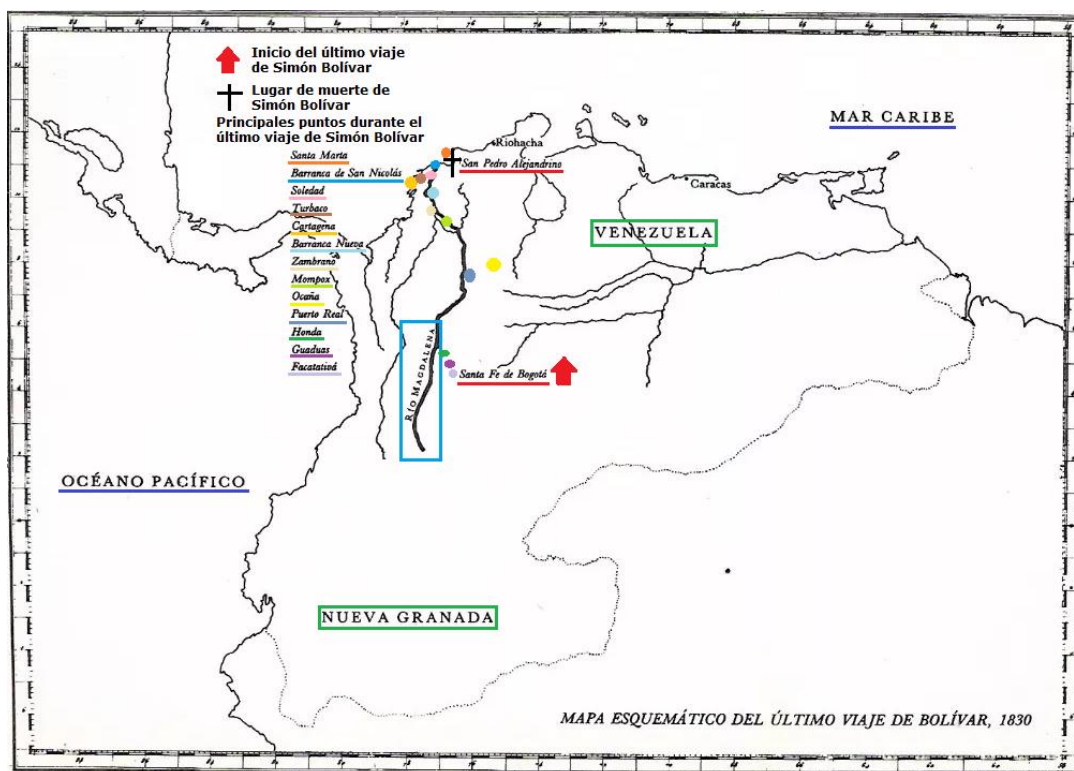 Inicio del último viaje
de Simón Bolívar
Lugar de muerte de
Simón Bolívar
Principales puntos durante el
último viaje de Simón Bolívar
MAR CARIBE
Riohacha
Santa Marta
San Pedro Alejandrino
Barranca de San Nicolás
Caracas
Soledad
Turbaco
Cartagena
VENEZUELA
Barranca Nueva
Zambrano
Mompox
Ocaña
Puerto Real
Honda
Guaduas
Facatativá
Santa Fe de Bogotá
RÍO MAGDALENA
OCÉANO PACÍFICO
NUEVA GRANADA
MAPA ESQUEMÁTICO DEL ÚLTIMO VIAJE DE BOLÍVAR, 1830